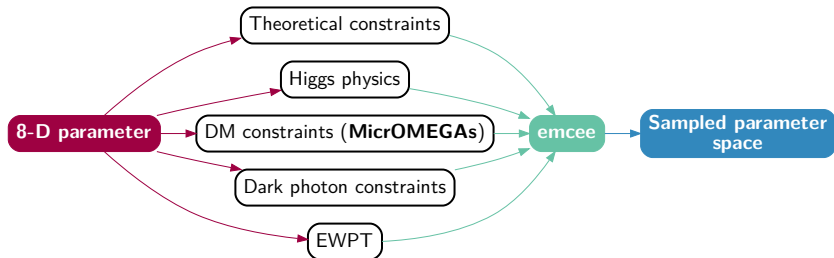 Theoretical constraints
Higgs physics
8-D parameter
DM constraints (MicrOMEGAs)
emcee
Sampled parameter
space
Dark photon constraints
EWPT